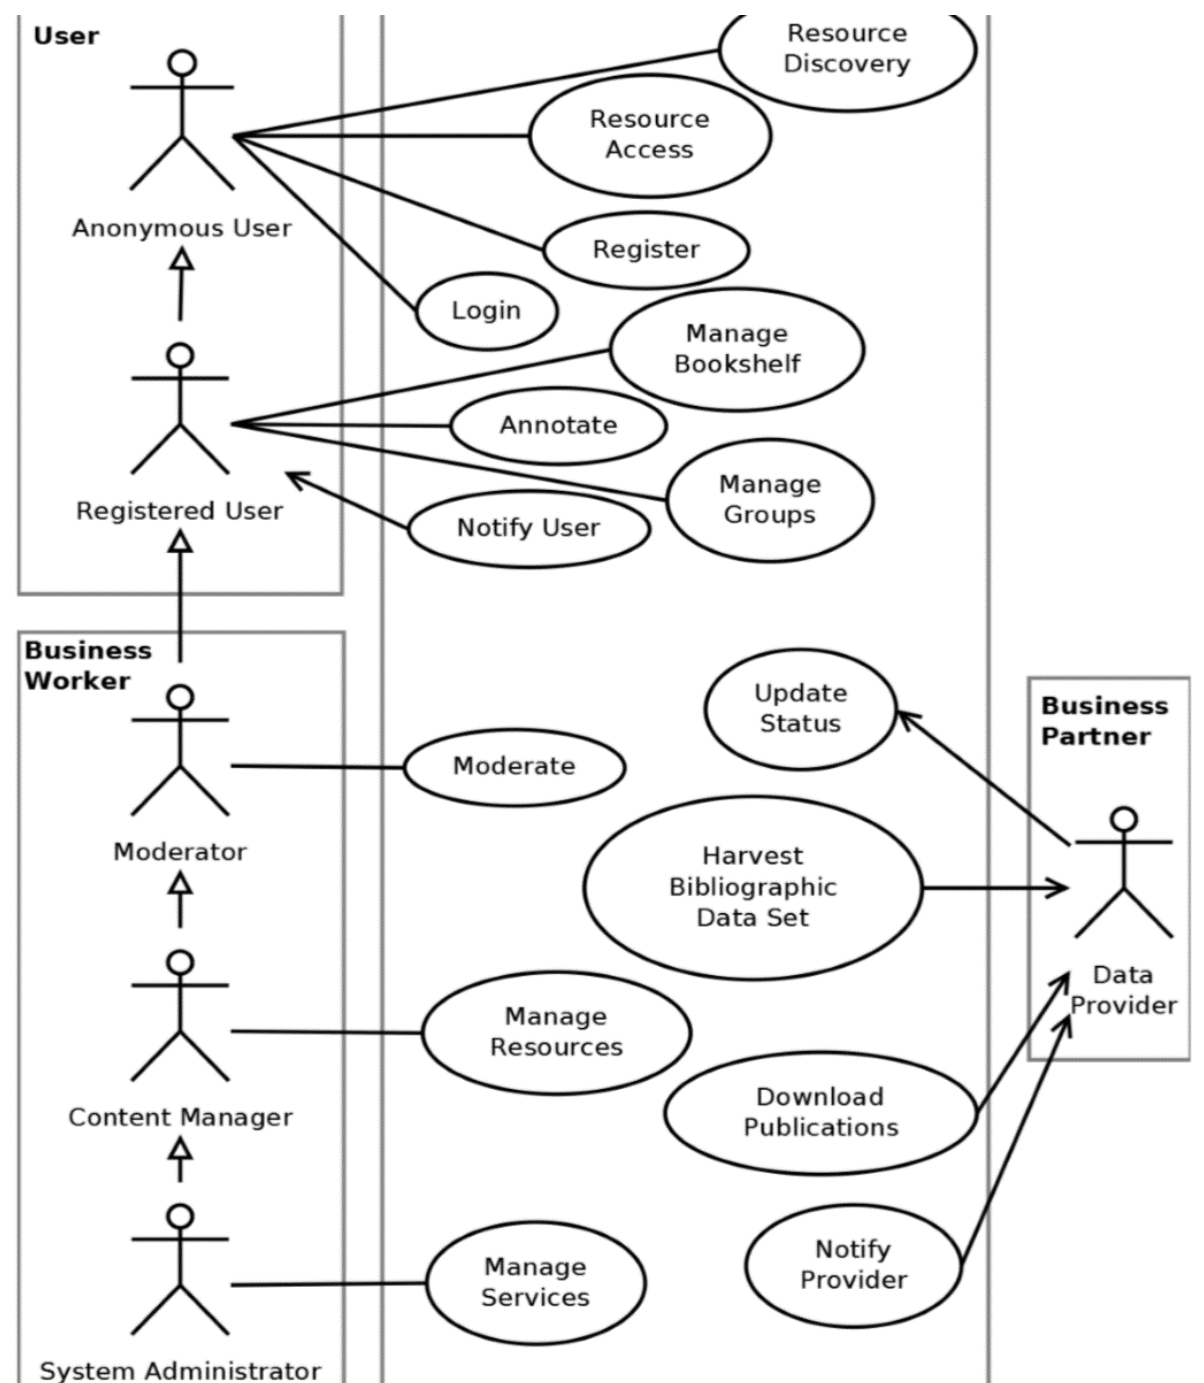 User
Resource
Discovery
Resource
Access
Anonymous User
Register
Login
Manage
Bookshelf
Annotate
Manage
Groups
Registered User
Notify User
Business
Worker
Update
Status
Business
Partner
Moderate
Moderator
Harvest
Bibliographic
Data Set
Data
Provider
Manage
Resources
Content Manager
Download
Publications
Manage
Services
Notify
Provider
System Administrator